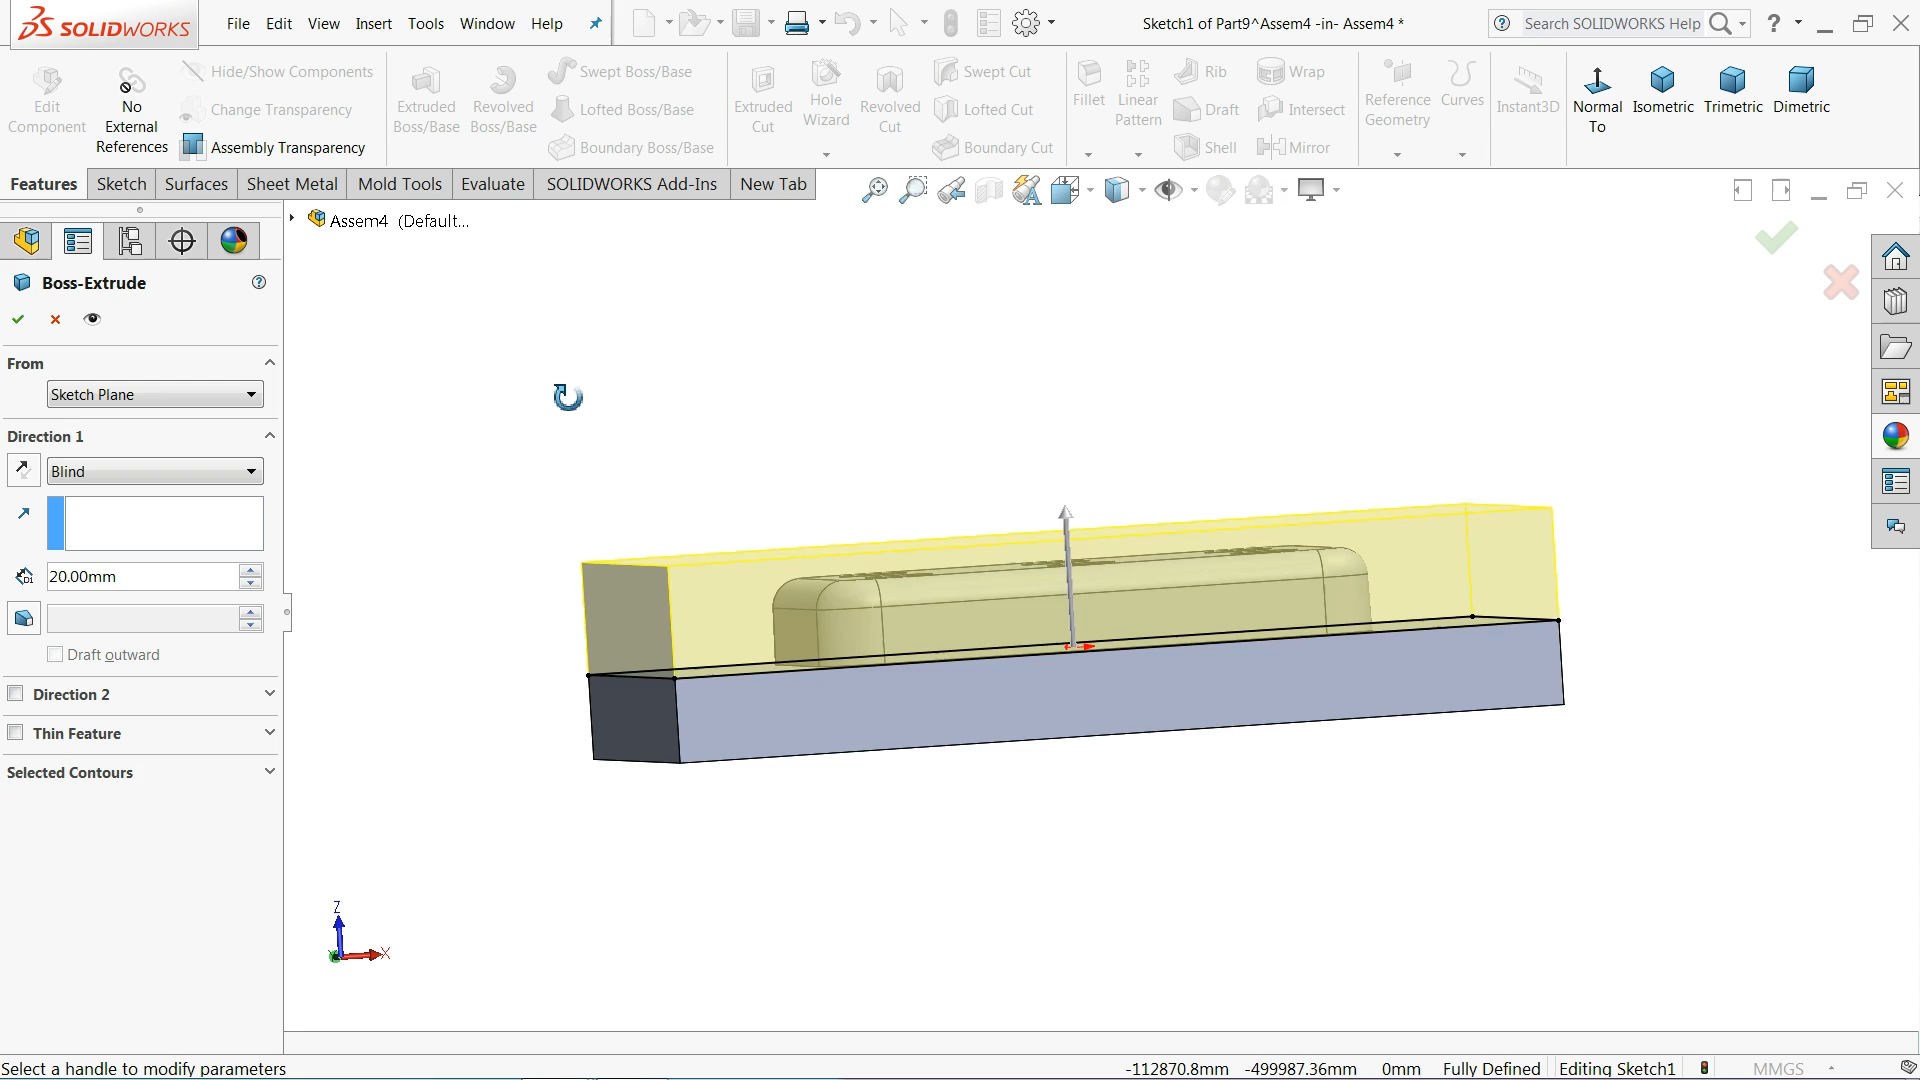 SOLIDWORKS
File Edit View Insert Tools Window Help
Sketch1 of Part9^Assem4 -in- Assem4 *
Search SOLIDWORKS Help
?
Edit Component
No External References
Hide/Show Components
Change Transparency
Assembly Transparency
Extruded Boss/Base
Revolved Boss/Base
Swept Boss/Base
Lofted Boss/Base
Boundary Boss/Base
Extruded Cut
Hole Wizard
Revolved Cut
Swept Cut
Lofted Cut
Boundary Cut
Fillet
Linear Pattern
Rib
Draft
Shell
Wrap
Intersect
Mirror
Reference Geometry
Curves
Instant3D
Normal To
Isometric
Trimetric
Dimetric
Features Sketch Surfaces Sheet Metal Mold Tools Evaluate SOLIDWORKS Add-Ins New Tab
Assem4 (Default...
Boss-Extrude
From
Sketch Plane
Direction 1
Blind
D1
20.00mm
Draft outward
Direction 2
Thin Feature
Selected Contours
Z
X
Select a handle to modify parameters
-112870.8mm -499987.36mm 0mm Fully Defined Editing Sketch1 MMGS